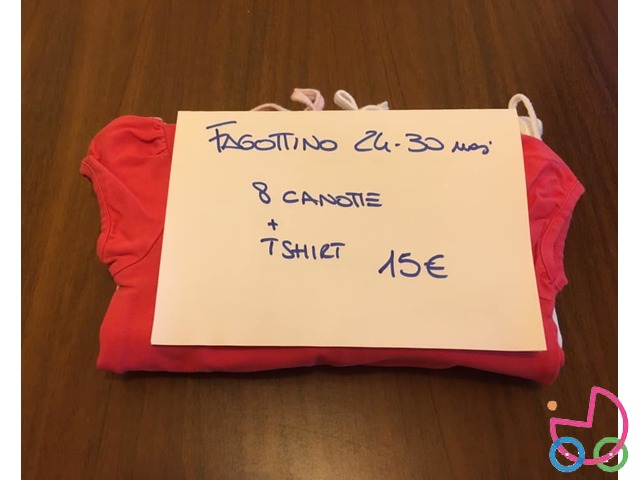 FAGOTTINO 24-30 mesi
8 CANOTTE
+
TSHIRT
15€